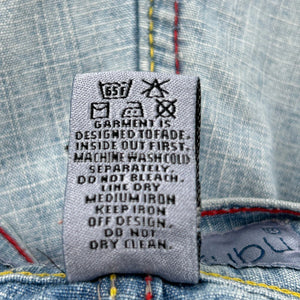 GARMENT IS
DESIGNED TO FADE.
INSIDE OUT FIRST.
MACHINE WASH COLD
SEPARATELY.
DO NOT BLEACH.
LINE DRY
MEDIUM IRON
KEEP IRON
OFF DESIGN.
DO NOT
DRY CLEAN.